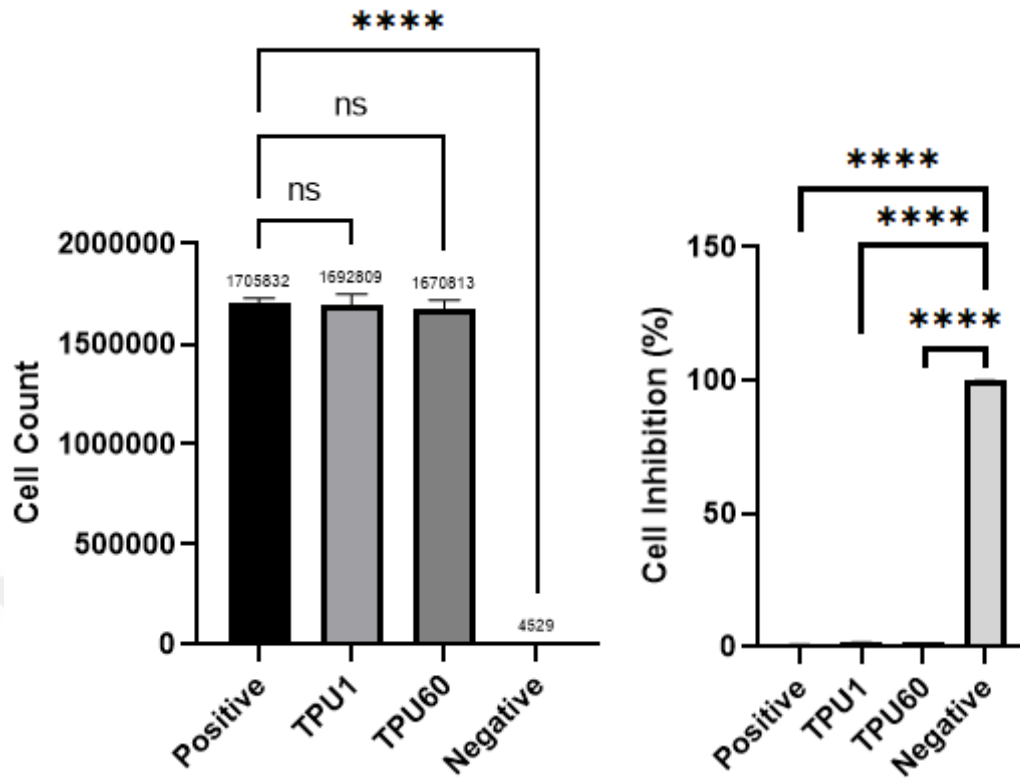 ****
ns
ns
2000000
1500000
1000000
500000
0
Cell Count
1705832
1692809
1670813
4529
Positive
TPU1
TPU60
Negative
****
****
****
150
100
50
0
Cell Inhibition (%)
Positive
TPU1
TPU60
Negative